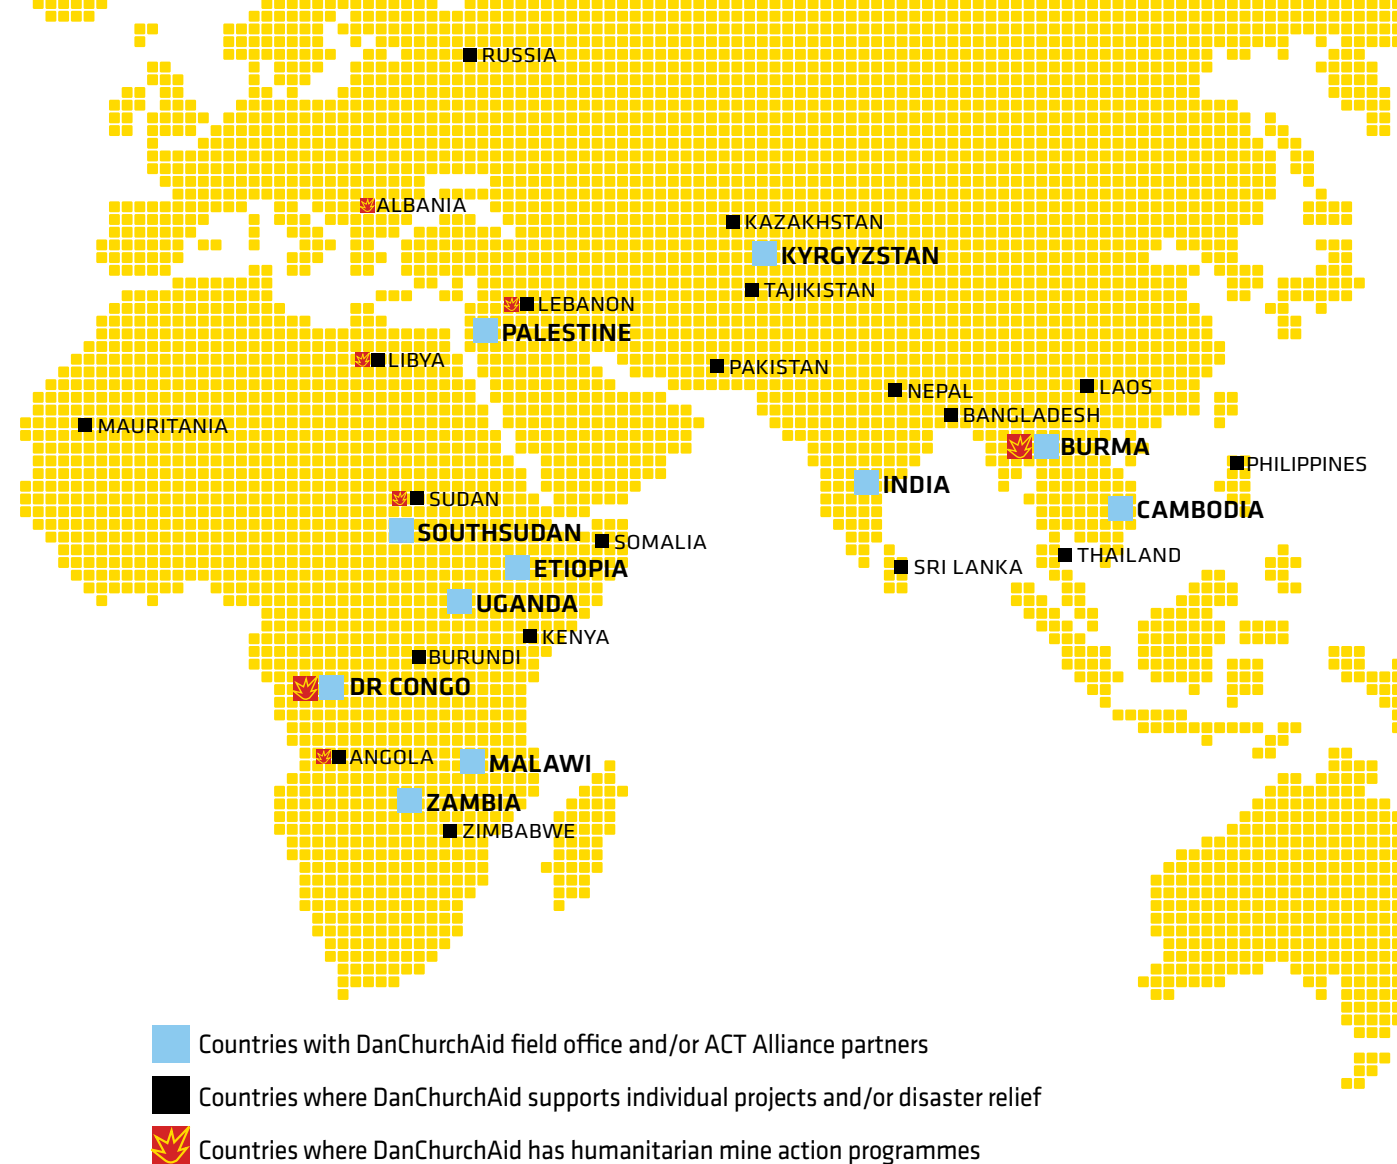 RUSSIA
ALBANIA
KAZAKHSTAN
KYRGYZSTAN
TAJIKISTAN
LEBANON
PALESTINE
LIBYA
PAKISTAN
NEPAL
LAOS
BANGLADESH
MAURITANIA
BURMA
PHILIPPINES
INDIA
SUDAN
CAMBODIA
SOUTHSUDAN
SOMALIA
THAILAND
ETIOPIA
SRI LANKA
UGANDA
KENYA
BURUNDI
DR CONGO
ANGOLA
MALAWI
ZAMBIA
ZIMBABWE
Countries with DanChurchAid field office and/or ACT Alliance partners
Countries where DanChurchAid supports individual projects and/or disaster relief
Countries where DanChurchAid has humanitarian mine action programmes